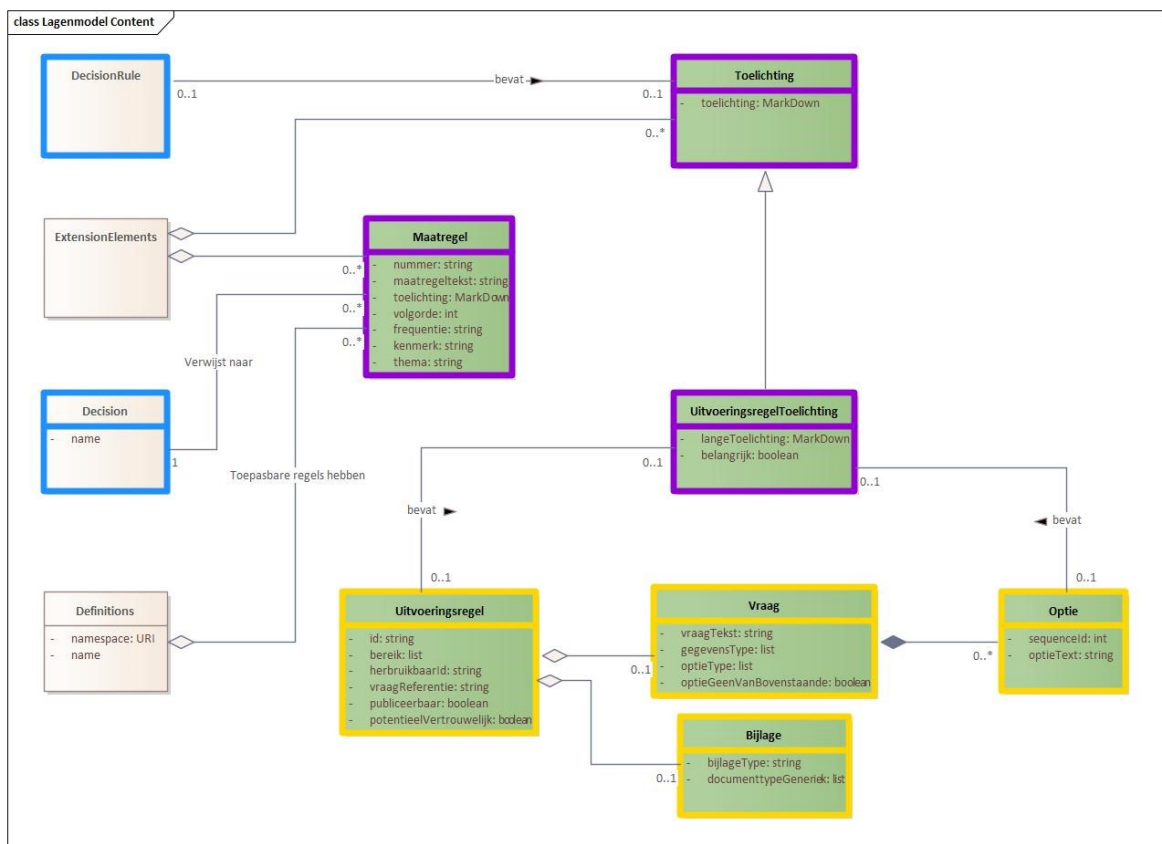 class Lagenmodel Content
DecisionRule
0..1
bevat
0..1
Toelichting
- toelichting: MarkDown
0..*
ExtensionElements
0..*
Maatregel
- nummer: string
- maatregeltekst: string
- toelichting: MarkDown
- volgorde: int
- frequentie: string
- kenmerk: string
- thema: string
0..*
0..*
Verwijst naar
Decision
- name
1
Toepasbare regels hebben
UitvoeringsregelToelichting
- langeToelichting: MarkDown
- belangrijk: boolean
0..1
0..1
bevat
bevat
0..1
0..1
Definitions
- namespace: URI
- name
Uitvoeringsregel
- id: string
- bereik: list
- herbruikbaarId: string
- vraagReferentie: string
- publiceerbaar: boolean
- potentieelVertrouwelijk: boolean
0..1
Vraag
- vraagTekst: string
- gegevensType: list
- optieType: list
- optieGeenVanBovenstaande: boolean
0..*
Optie
- sequenceId: int
- optieText: string
0..1
Bijlage
- bijlageType: string
- documenttypeGeneriek: list